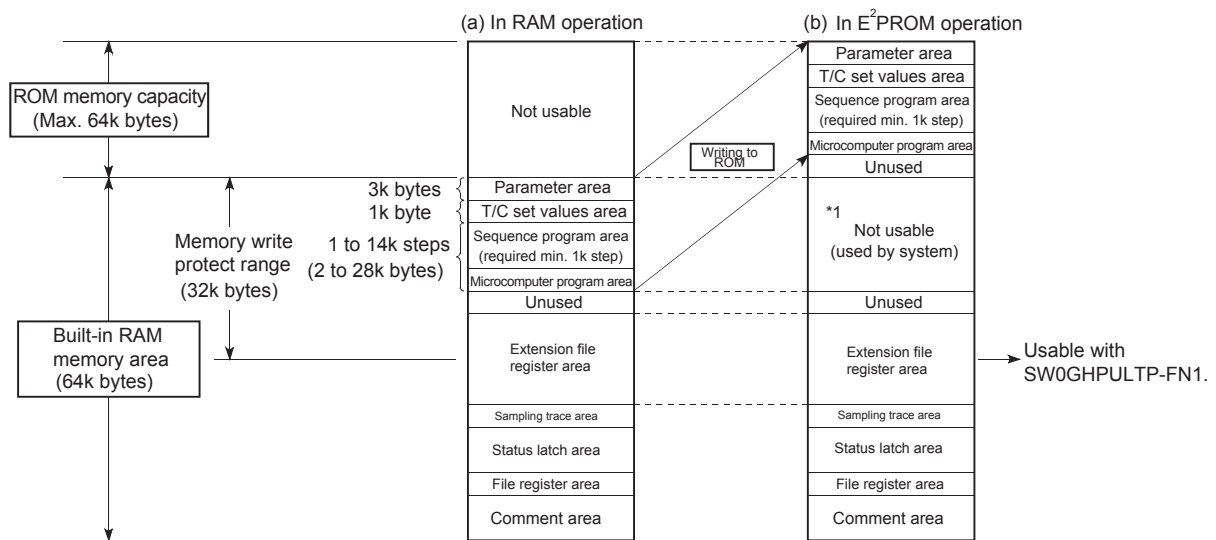 (a) In RAM operation
(b) In E²PROM operation
ROM memory capacity
(Max. 64k bytes)
Built-in RAM
memory area
(64k bytes)
Memory write
protect range
(32k bytes)
3k bytes
1k byte
1 to 14k steps
(2 to 28k bytes)
Not usable
Parameter area
T/C set values area
Sequence program area
(required min. 1k step)
Microcomputer program area
Unused
Extension file
register area
Sampling trace area
Status latch area
File register area
Comment area
Writing to
ROM
Parameter area
T/C set values area
Sequence program area
(required min. 1k step)
Microcomputer program area
Unused
*1
Not usable
(used by system)
Unused
Extension file
register area
Sampling trace area
Status latch area
File register area
Comment area
Usable with
SW0GHPULTP-FN1.